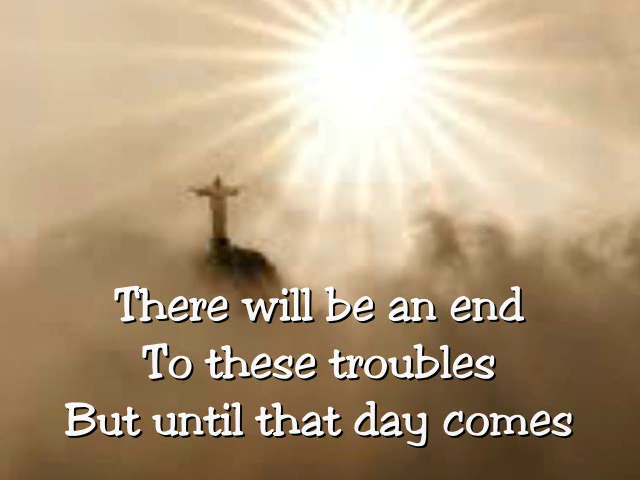 There will be an end
To these troubles
But until that day comes